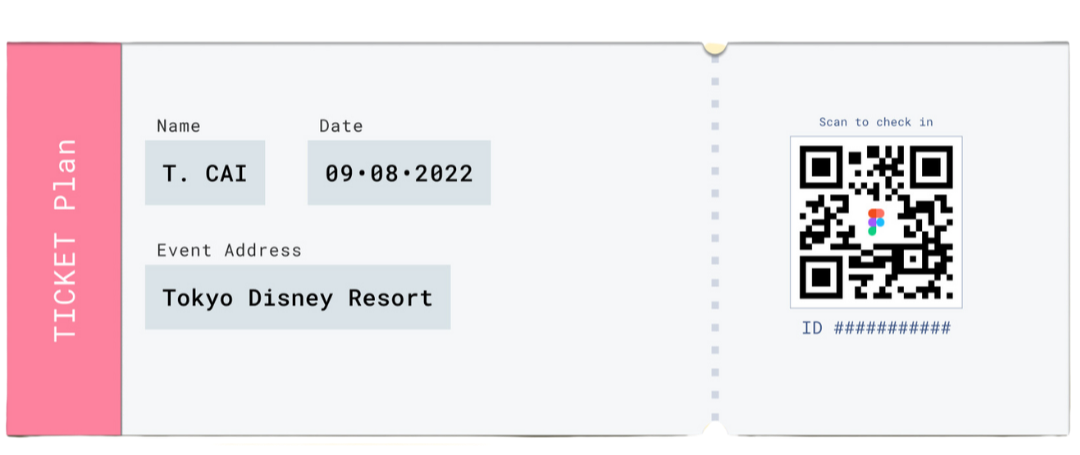 TICKET Plan
Name
Date
T. CAI
09•08•2022
Event Address
Tokyo Disney Resort
Scan to check in
ID ###########